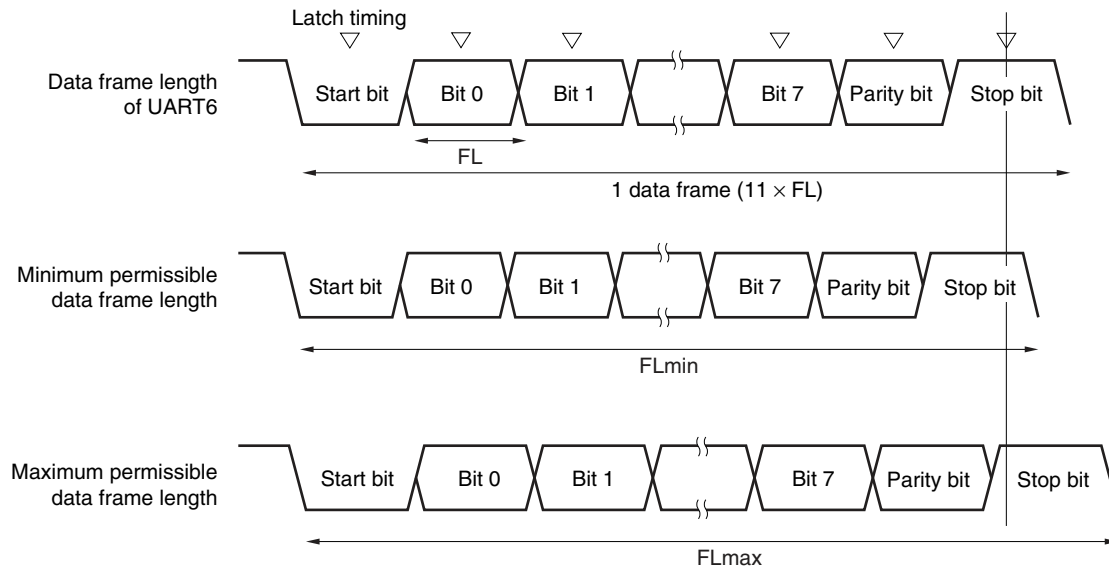 Latch timing
Data frame length
of UART6
Start bit
Bit 0
Bit 1
Bit 7
Parity bit
Stop bit
FL
1 data frame (11 × FL)
Minimum permissible
data frame length
Start bit
Bit 0
Bit 1
Bit 7
Parity bit
Stop bit
FLmin
Maximum permissible
data frame length
Start bit
Bit 0
Bit 1
Bit 7
Parity bit
Stop bit
FLmax